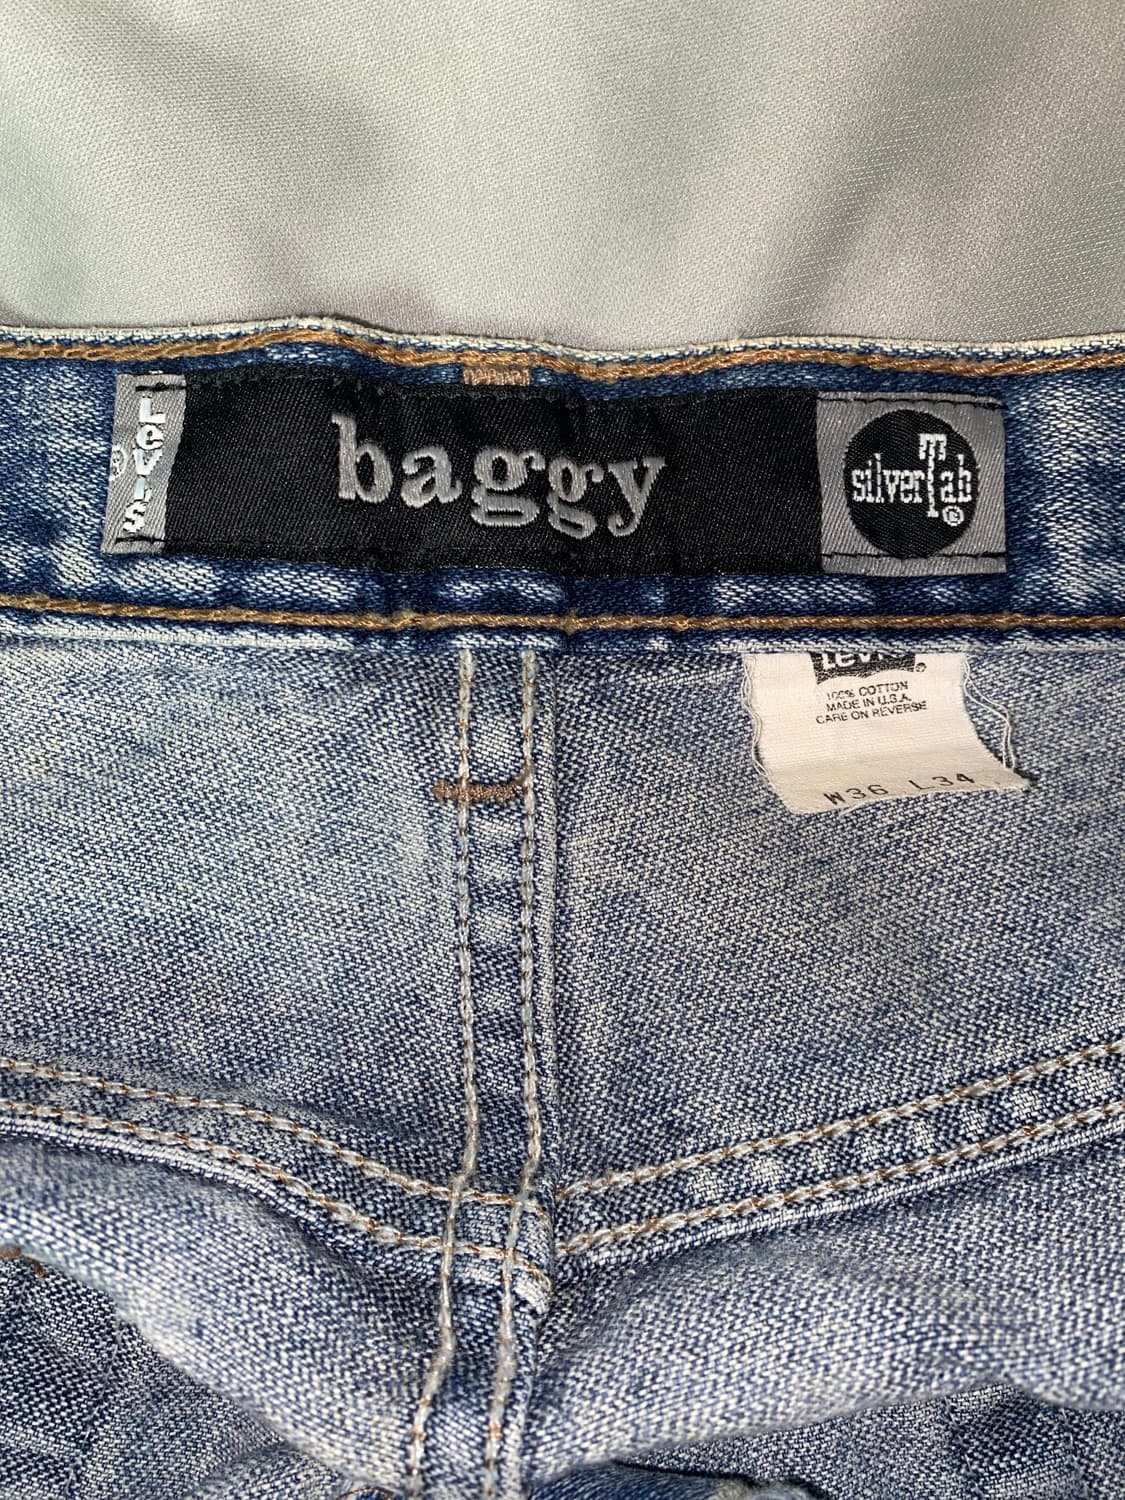 Levi's
®
baggy
silverTab
®
Levi's®
100% COTTON
MADE IN U.S.A.
CARE ON REVERSE
W36 L34